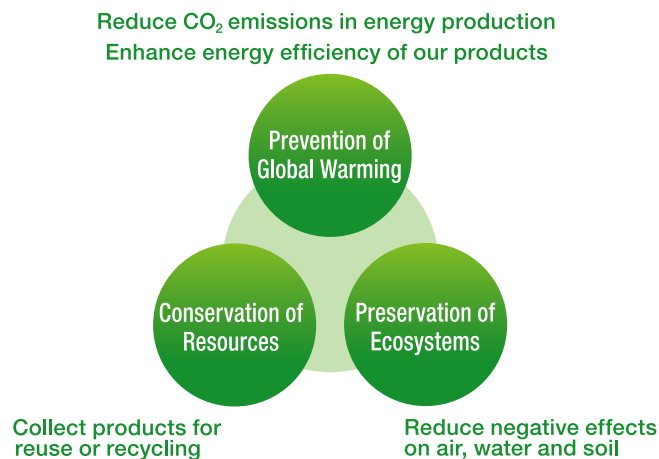 Reduce CO₂ emissions in energy production
Enhance energy efficiency of our products
Prevention of
Global Warming
Conservation of
Resources
Preservation of
Ecosystems
Collect products for
reuse or recycling
Reduce negative effects
on air, water and soil